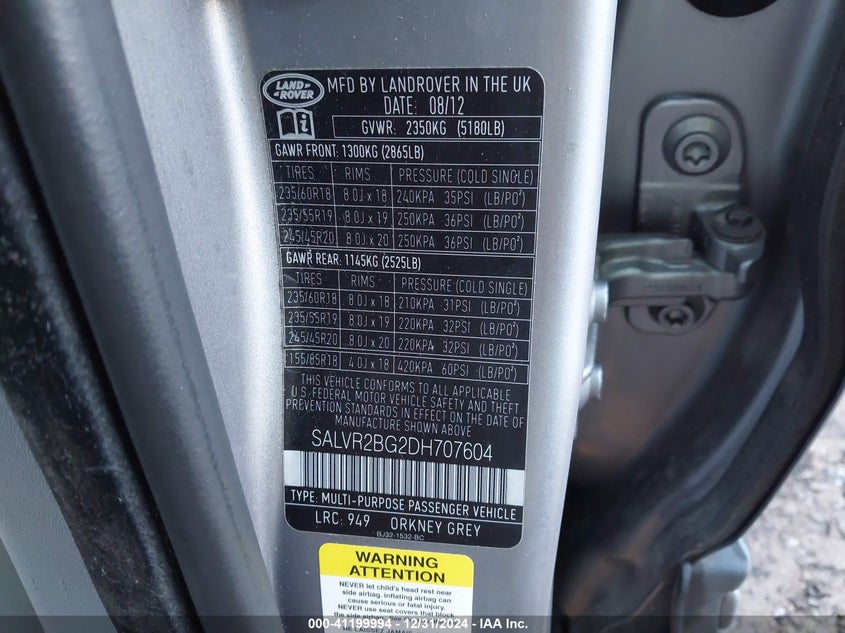 LAND ROVER
MFD BY LANDROVER IN THE UK
DATE: 08/12
GVWR: 2350KG (5180LB)
GAWR FRONT: 1300KG (2865LB)
TIRES RIMS PRESSURE (COLD SINGLE)
235/60R18 8.0J x 18 240KPA 35PSI (LB/PO²)
235/55R19 8.0J x 19 250KPA 36PSI (LB/PO²)
245/45R20 8.0J x 20 250KPA 36PSI (LB/PO²)
GAWR REAR: 1145KG (2525LB)
TIRES RIMS PRESSURE (COLD SINGLE)
235/60R18 8.0J x 18 210KPA 31PSI (LB/PO²)
235/55R19 8.0J x 19 220KPA 32PSI (LB/PO²)
245/45R20 8.0J x 20 220KPA 32PSI (LB/PO²)
155/85R18 4.0J x 18 420KPA 60PSI (LB/PO²)
THIS VEHICLE CONFORMS TO ALL APPLICABLE
U.S. FEDERAL MOTOR VEHICLE SAFETY AND THEFT
PREVENTION STANDARDS IN EFFECT ON THE DATE OF
MANUFACTURE SHOWN ABOVE
SALVR2BG2DH707604
TYPE: MULTI-PURPOSE PASSENGER VEHICLE
LRC: 949 ORKNEY GREY
BJ32-1532-BC
WARNING
ATTENTION
NEVER let child's head rest near
side airbag. Inflating airbag can
cause serious or fatal injury.
NEVER use seat covers that block
side airbag
NE LAISSEZ JAMAIS
000-41199994 - 12/31/2024 - IAA Inc.